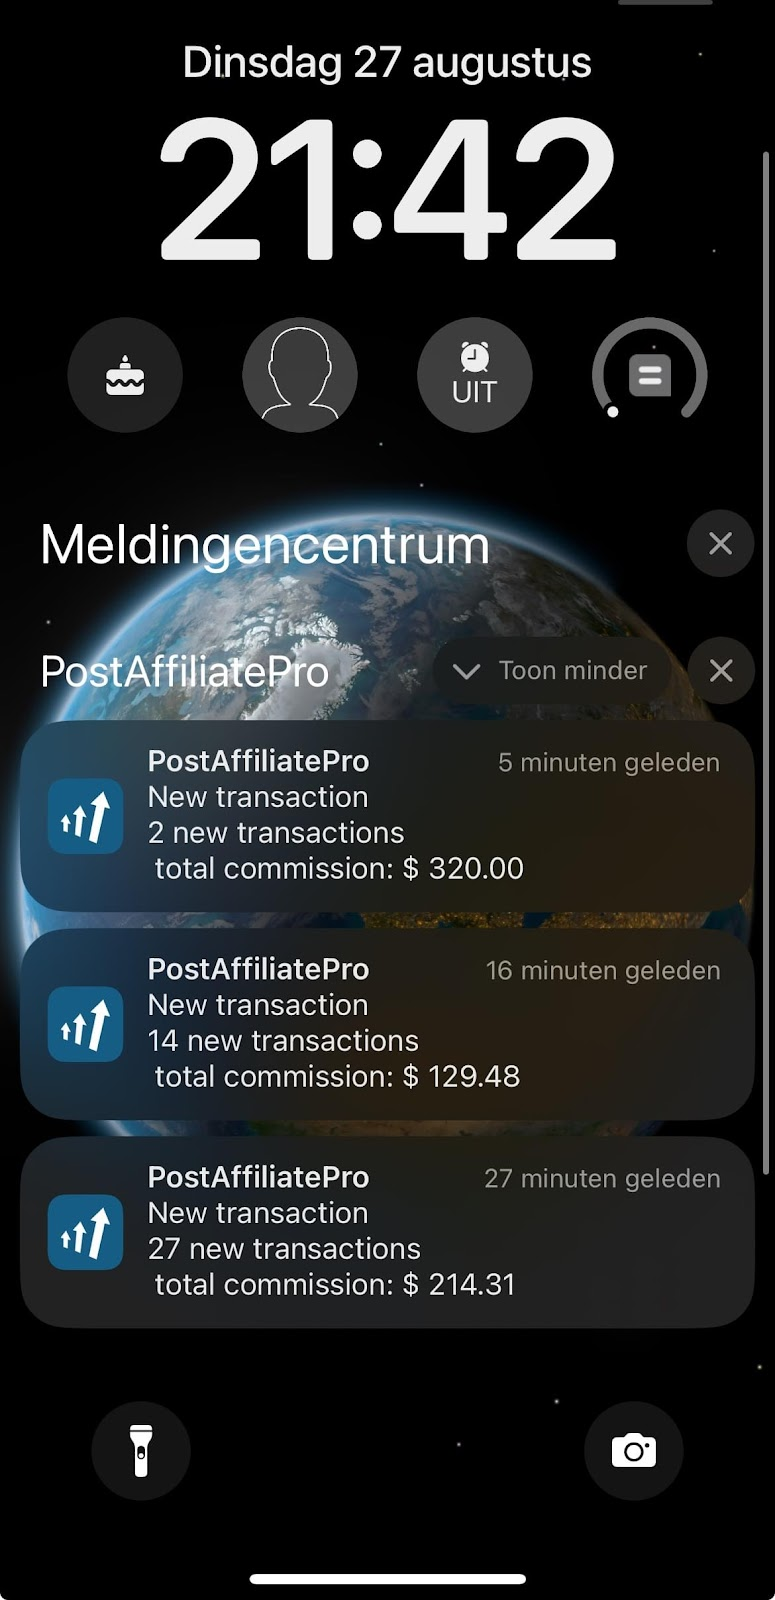 Dinsdag 27 augustus
21:42
UIT
Meldingencentrum
PostAffiliatePro
Toon minder
PostAffiliatePro
5 minuten geleden
New transaction
2 new transactions
total commission: $ 320.00
PostAffiliatePro
16 minuten geleden
New transaction
14 new transactions
total commission: $ 129.48
PostAffiliatePro
27 minuten geleden
New transaction
27 new transactions
total commission: $ 214.31